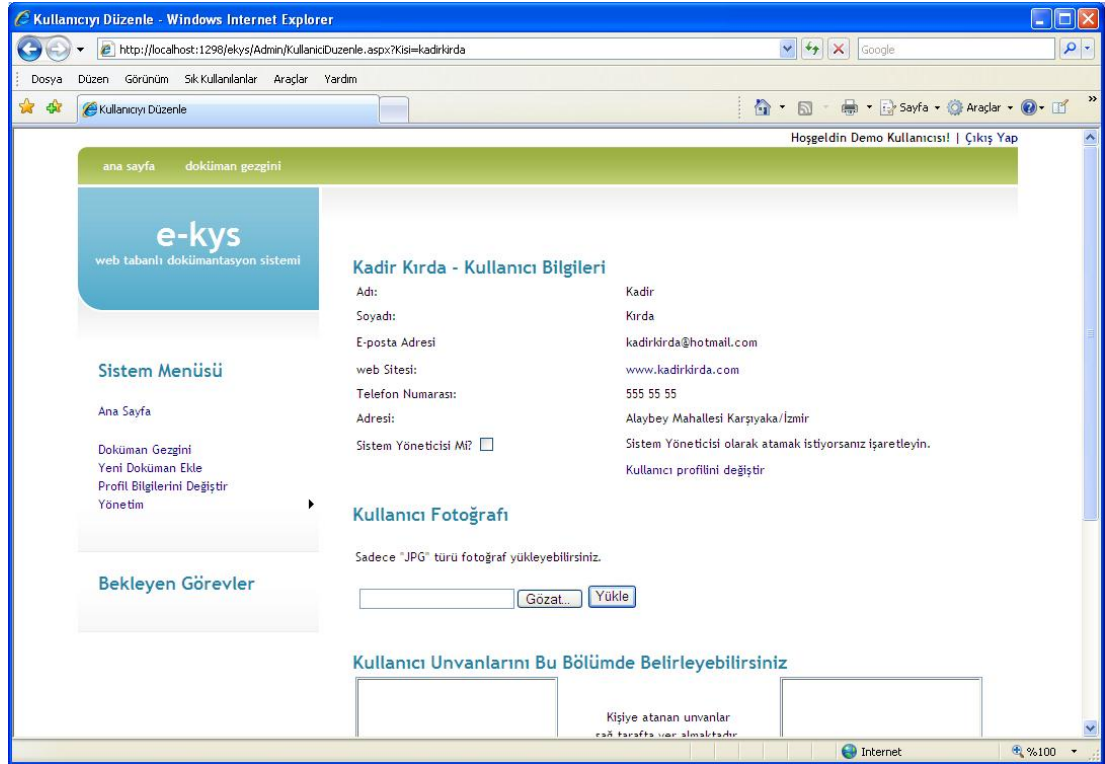 Kullanıcıyı Düzenle - Windows Internet Explorer
http://localhost:1298/ekys/Admin/KullaniciDuzenle.aspx?Kisi=kadirkirda
Google
Dosya Düzen Görünüm Sık Kullanılanlar Araçlar Yardım
Kullanıcıyı Düzenle
Sayfa Araçlar »
Hoşgeldin Demo Kullanıcısı! | Çıkış Yap
ana sayfa doküman gezgini
e-kys
web tabanlı dokümantasyon sistemi
Sistem Menüsü
Ana Sayfa
Doküman Gezgini
Yeni Doküman Ekle
Profil Bilgilerini Değiştir
Yönetim
Bekleyen Görevler
Kadir Kırda - Kullanıcı Bilgileri
Adı: Kadir
Soyadı: Kırda
E-posta Adresi kadirkirda@hotmail.com
web Sitesi: www.kadirkirda.com
Telefon Numarası: 555 55 55
Adresi: Alaybey Mahallesi Karşıyaka/İzmir
Sistem Yöneticisi Mi? Sistem Yöneticisi olarak atamak istiyorsanız işaretleyin.
Kullanıcı profilini değiştir
Kullanıcı Fotoğrafı
Sadece "JPG" türü fotoğraf yükleyebilirsiniz.
Gözat... Yükle
Kullanıcı Unvanlarını Bu Bölümde Belirleyebilirsiniz
Kişiye atanan unvanlar
sağ tarafta yer almaktadır
Internet %100